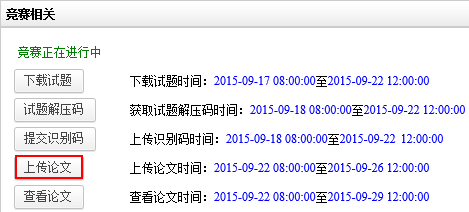 竞赛相关
竞赛正在进行中
下载试题 下载试题时间：2015-09-17 08:00:00至2015-09-22 12:00:00
试题解压码 获取试题解压码时间：2015-09-18 08:00:00至2015-09-22 12:00:00
提交识别码 上传识别码时间：2015-09-18 08:00:00至2015-09-22 12:00:00
上传论文 上传论文时间：2015-09-22 08:00:00至2015-09-26 12:00:00
查看论文 查看论文时间：2015-09-22 08:00:00至2015-09-29 12:00:00